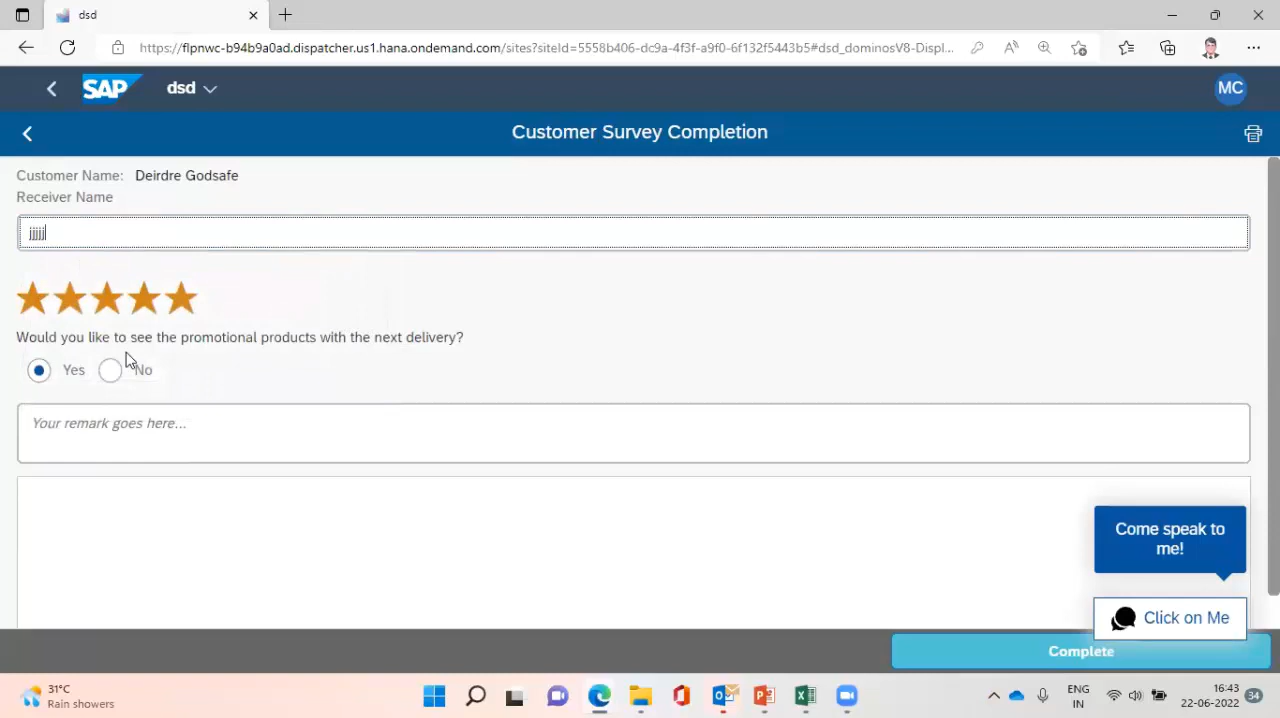 dsd
https://flpnwc-b94b9a0ad.dispatcher.us1.hana.ondemand.com/sites?siteId=5558b406-dc9a-4f3f-a9f0-6f132f5443b5#dsd_dominosV8-Displ...
SAP dsd MC
Customer Survey Completion
Customer Name: Deirdre Godsafe
Receiver Name
jjjjj
Would you like to see the promotional products with the next delivery?
Yes No
Your remark goes here...
Come speak to
me!
Click on Me
Complete
31°C
Rain showers
ENG
IN
16:43
22-06-2022
34